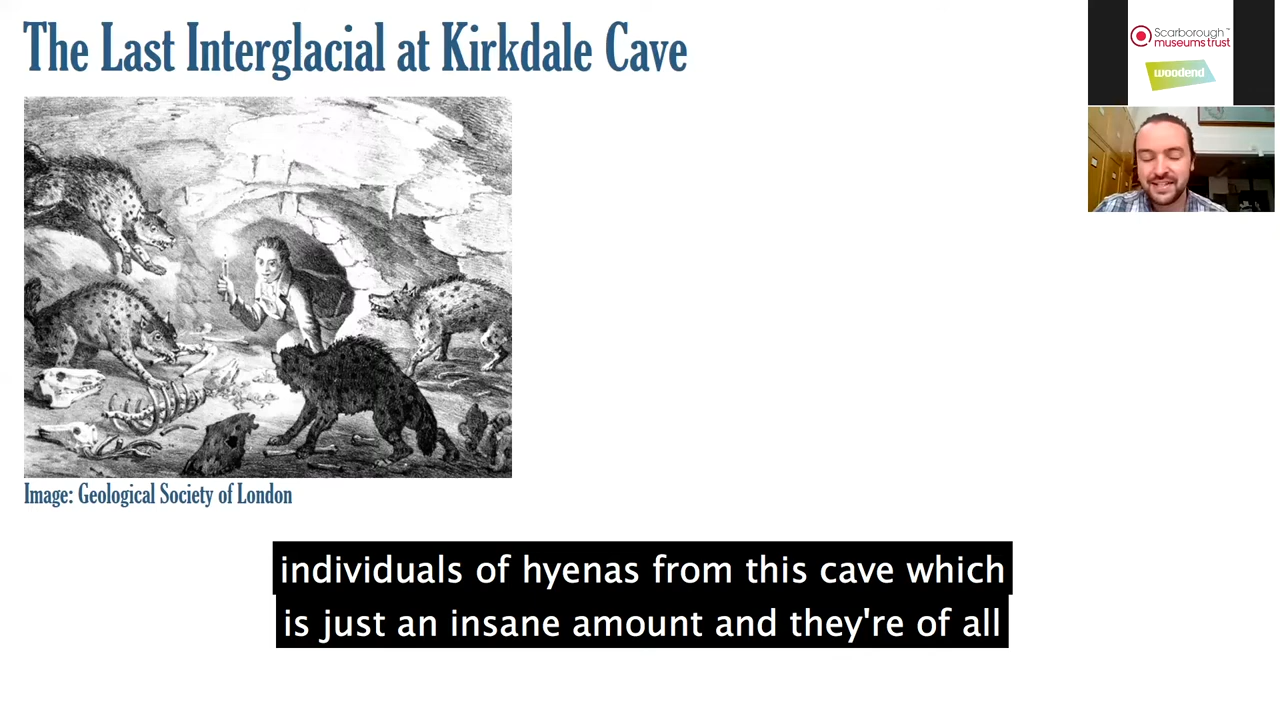 The Last Interglacial at Kirkdale Cave
Scarborough™
museums trust
woodend
Image: Geological Society of London
individuals of hyenas from this cave which
is just an insane amount and they're of all